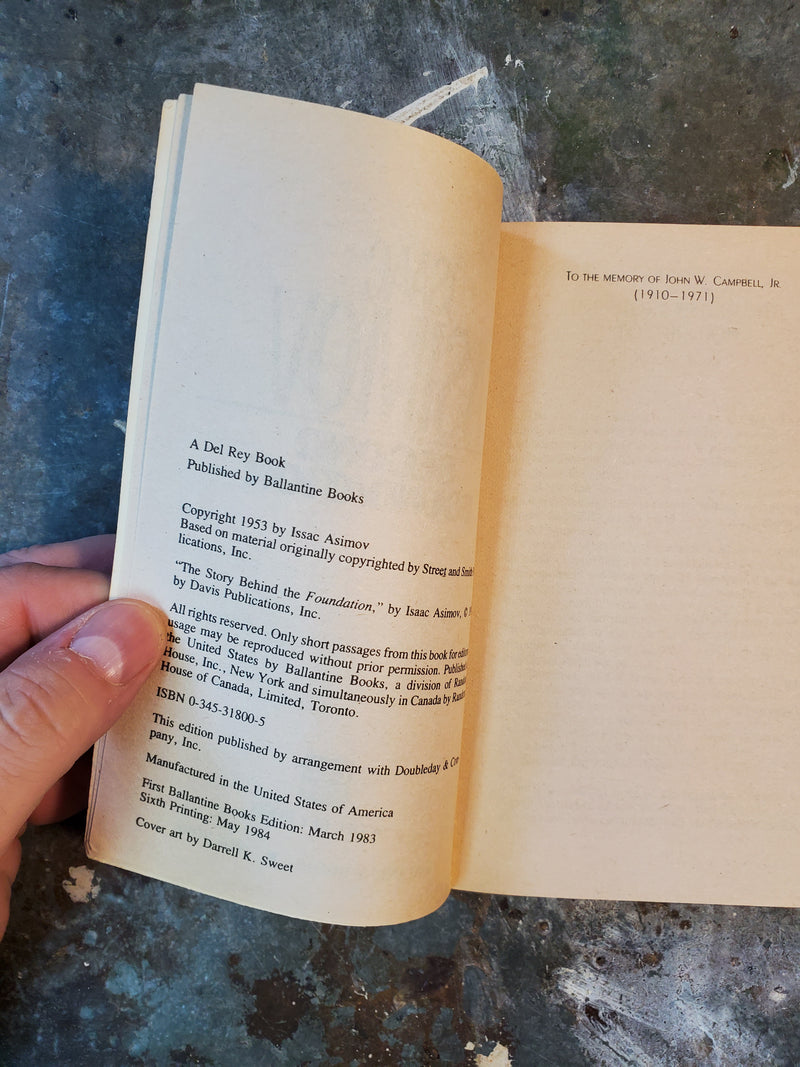 A Del Rey Book
Published by Ballantine Books
Copyright 1953 by Issac Asimov
Based on material originally copyrighted by Street and Smith
lications, Inc.
"The Story Behind the Foundation," by Isaac Asimov, ©
by Davis Publications, Inc.
All rights reserved. Only short passages from this book for
usage may be reproduced without prior permission. Published
the United States by Ballantine Books, a division of
House, Inc., New York and simultaneously in Canada by
House of Canada, Limited, Toronto.
ISBN 0-345-31800-5
This edition published by arrangement with Doubleday &
pany, Inc.
Manufactured in the United States of America
First Ballantine Books Edition: March 1983
Sixth Printing: May 1984
Cover art by Darrell K. Sweet
To the memory of John W. Campbell, Jr.
(1910–1971)